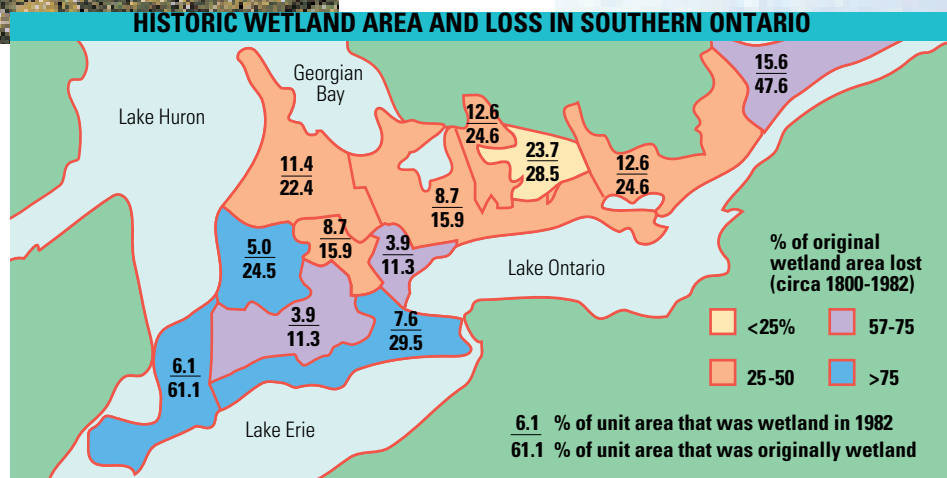 HISTORIC WETLAND AREA AND LOSS IN SOUTHERN ONTARIO
Georgian
Bay
Lake Huron
15.6
47.6
12.6
24.6
23.7
28.5
12.6
24.6
11.4
22.4
8.7
15.9
8.7
15.9
5.0
24.5
3.9
11.3
Lake Ontario
3.9
11.3
7.6
29.5
6.1
61.1
Lake Erie
% of original
wetland area lost
(circa 1800-1982)
<25%
57-75
25-50
>75
6.1 % of unit area that was wetland in 1982
61.1 % of unit area that was originally wetland